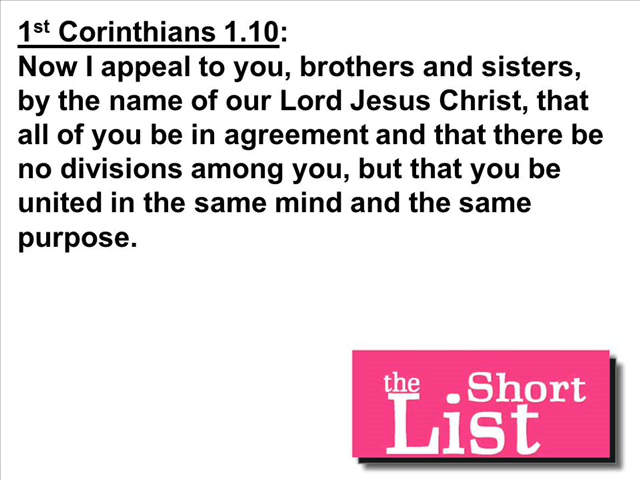 1st Corinthians 1.10:
Now I appeal to you, brothers and sisters,
by the name of our Lord Jesus Christ, that
all of you be in agreement and that there be
no divisions among you, but that you be
united in the same mind and the same
purpose.
the Short
List